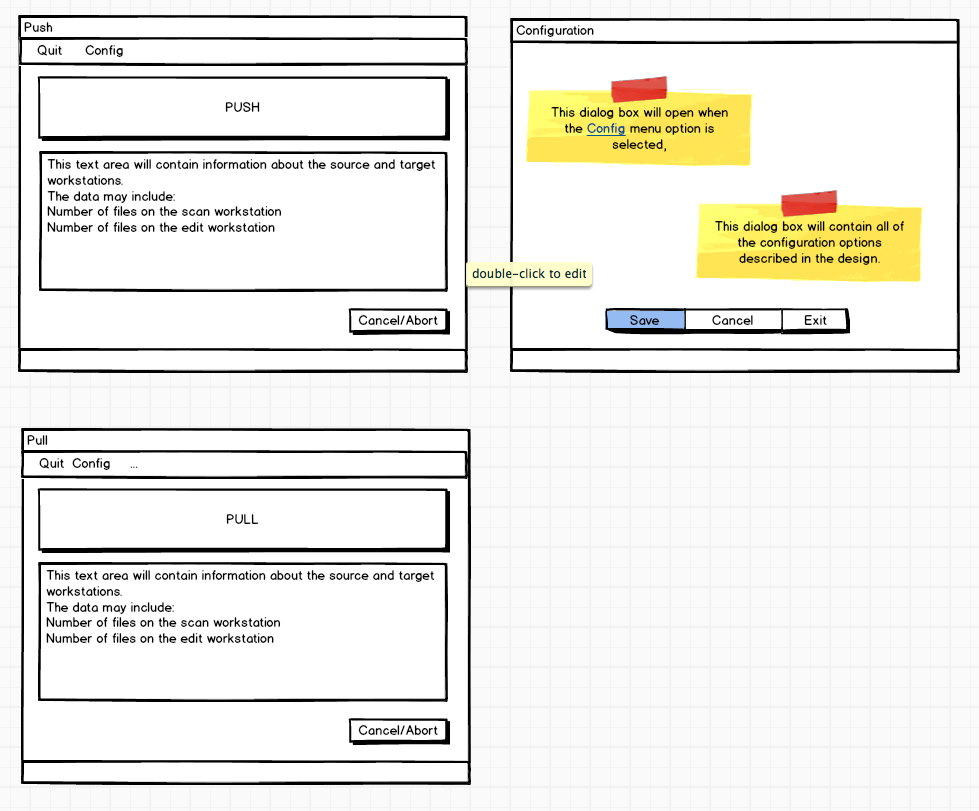 Push
Quit Config
PUSH
This text area will contain information about the source and target
workstations.
The data may include:
Number of files on the scan workstation
Number of files on the edit workstation
Cancel/Abort
Configuration
This dialog box will open when
the Config menu option is
selected,
This dialog box will contain all of
the configuration options
described in the design.
double-click to edit
Save Cancel Exit
Pull
Quit Config ...
PULL
This text area will contain information about the source and target
workstations.
The data may include:
Number of files on the scan workstation
Number of files on the edit workstation
Cancel/Abort